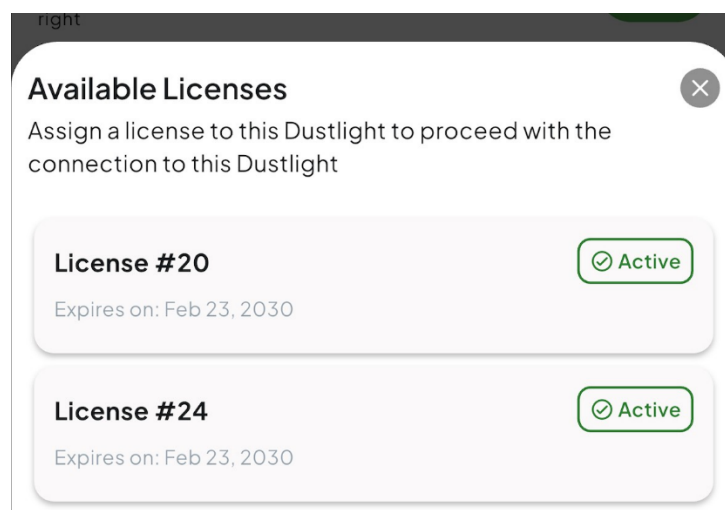 right
Available Licenses
Assign a license to this Dustlight to proceed with the
connection to this Dustlight
License #20
Active
Expires on: Feb 23, 2030
License #24
Active
Expires on: Feb 23, 2030